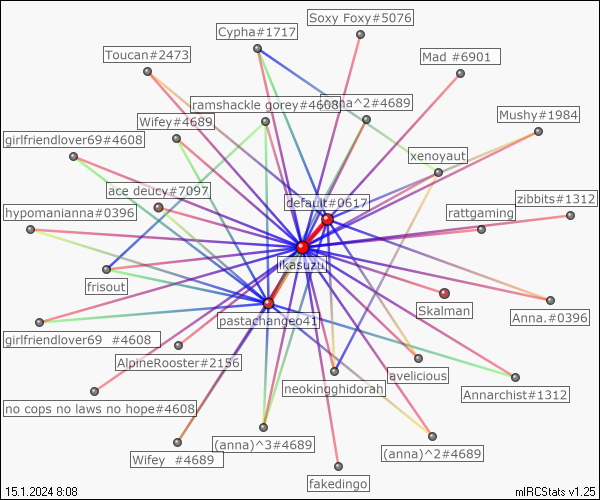 Soxy Foxy#5076
Cypha#1717
Toucan#2473
Mad #6901
ramshackle gorey#4608
^2#4689
Mushy#1984
Wifey#4689
girlfriendlover69#4608
xenoyaut
ace deucy#7097
default#0617
zibbits#1312
hypomanianna#0396
rattgaming
ikasuzu
frisout
Skalman
Anna.#0396
pastachangeo41
girlfriendlover69 #4608
AlpineRooster#2156
avelicious
neokingghidorah
Annarchist#1312
no cops no laws no hope#4608
(anna)^3#4689
(anna)^2#4689
Wifey #4689
fakedingo
15.1.2024 8:08
mIRCStats v1.25